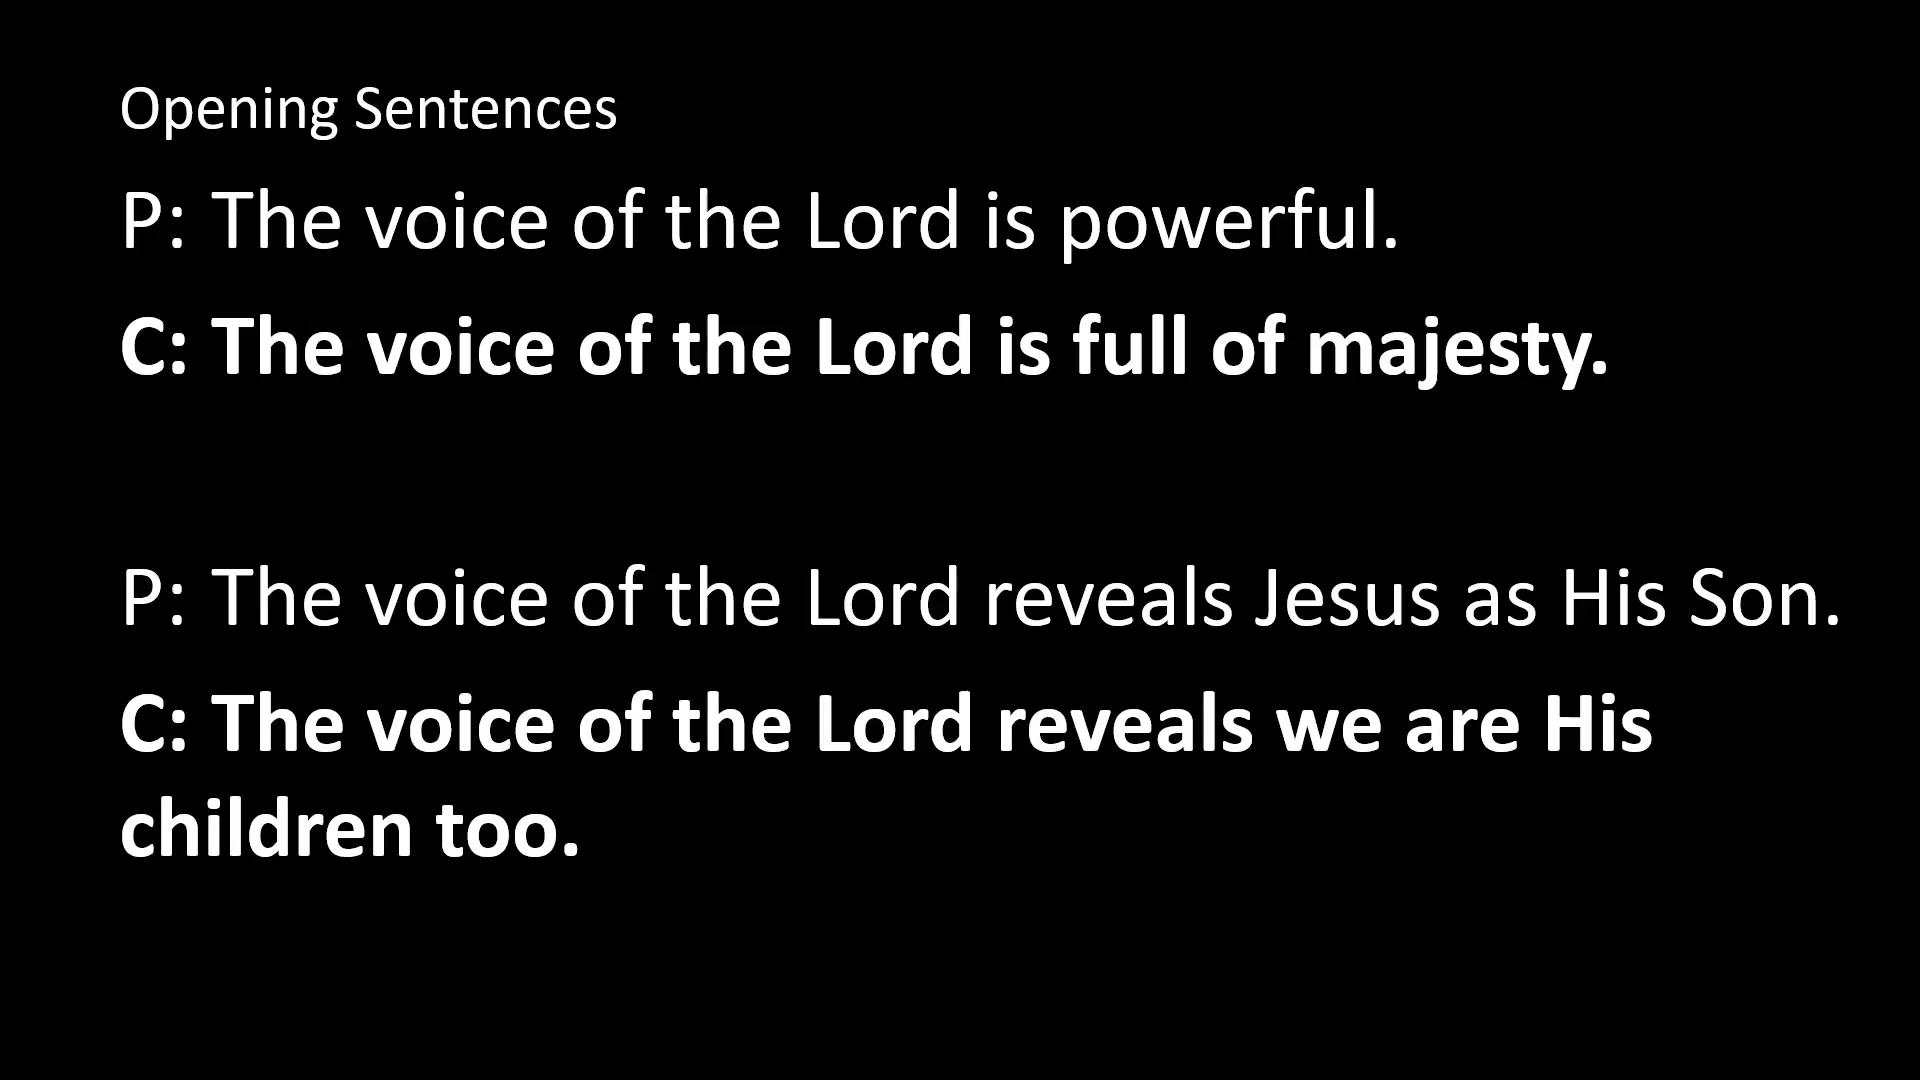 Opening Sentences
P: The voice of the Lord is powerful.
C: The voice of the Lord is full of majesty.
P: The voice of the Lord reveals Jesus as His Son.
C: The voice of the Lord reveals we are His
children too.